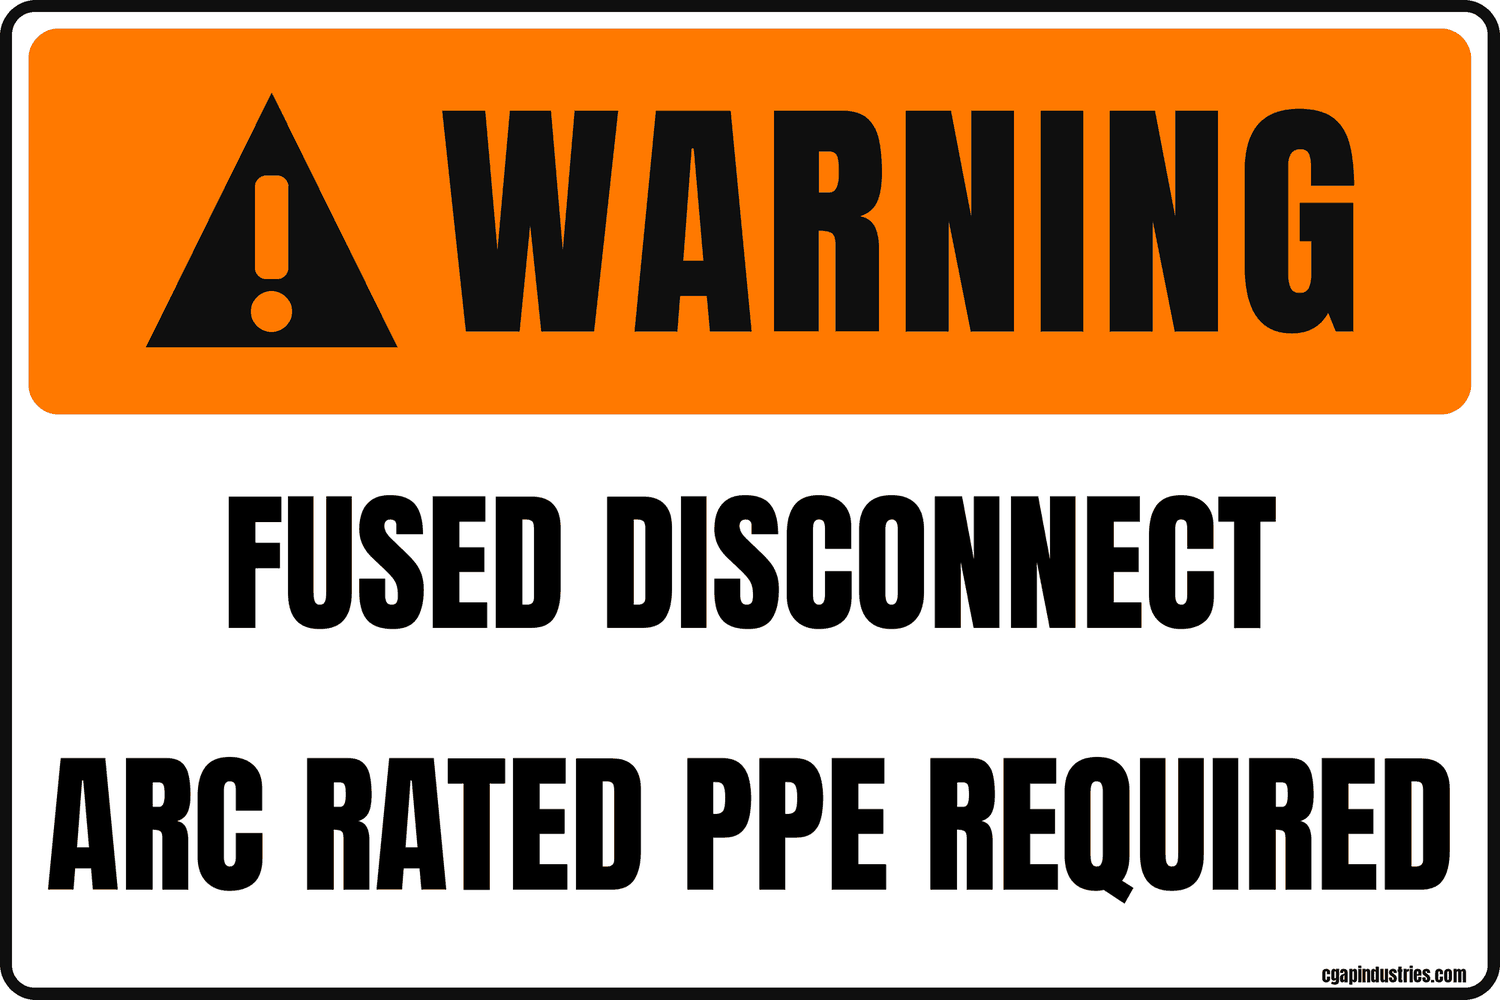 WARNING
FUSED DISCONNECT
ARC RATED PPE REQUIRED
cgapindustries.com